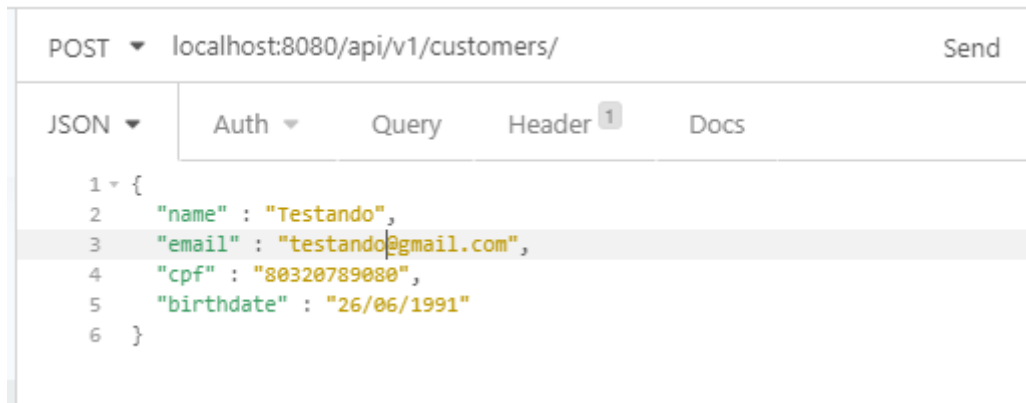 POST localhost:8080/api/v1/customers/ Send
JSON Auth Query Header 1 Docs
1 {
2 "name" : "Testando",
3 "email" : "testando@gmail.com",
4 "cpf" : "80320789080",
5 "birthdate" : "26/06/1991"
6 }